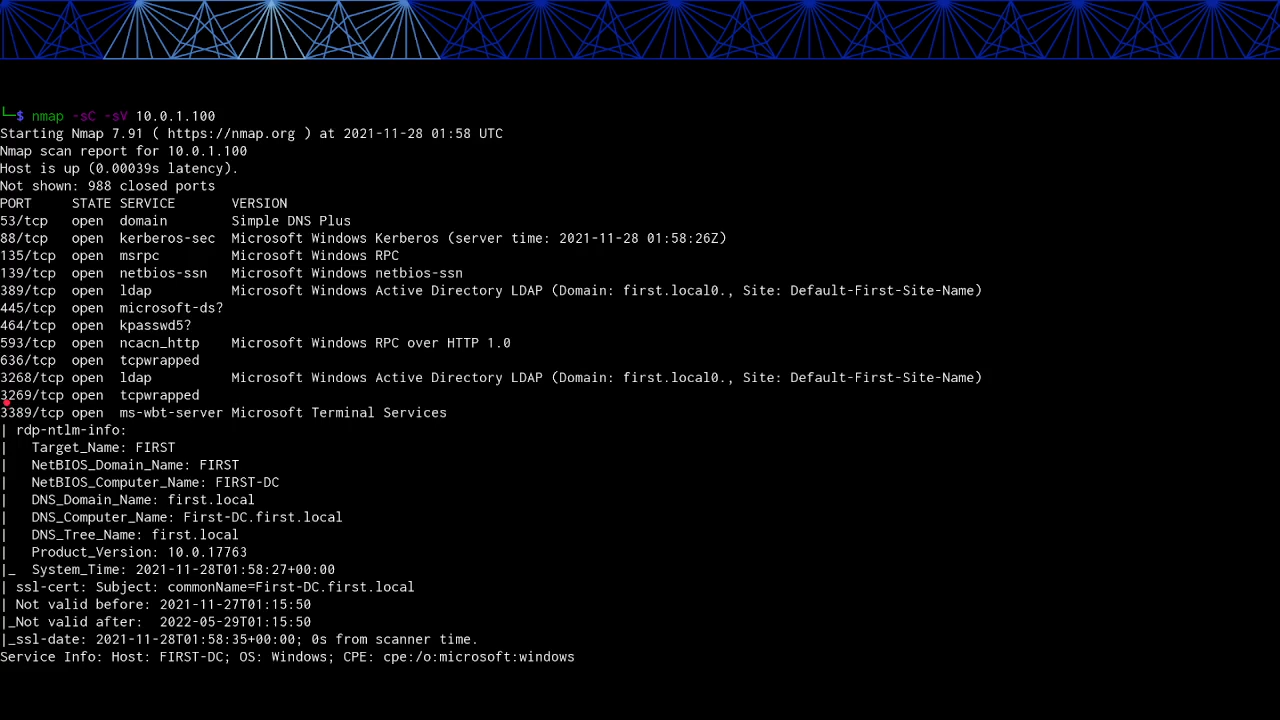 └─$ nmap -sC -sV 10.0.1.100
Starting Nmap 7.91 ( https://nmap.org ) at 2021-11-28 01:58 UTC
Nmap scan report for 10.0.1.100
Host is up (0.00039s latency).
Not shown: 988 closed ports
PORT     STATE SERVICE       VERSION
53/tcp   open  domain        Simple DNS Plus
88/tcp   open  kerberos-sec  Microsoft Windows Kerberos (server time: 2021-11-28 01:58:26Z)
135/tcp  open  msrpc         Microsoft Windows RPC
139/tcp  open  netbios-ssn   Microsoft Windows netbios-ssn
389/tcp  open  ldap          Microsoft Windows Active Directory LDAP (Domain: first.local0., Site: Default-First-Site-Name)
445/tcp  open  microsoft-ds?
464/tcp  open  kpasswd5?
593/tcp  open  ncacn_http    Microsoft Windows RPC over HTTP 1.0
636/tcp  open  tcpwrapped
3268/tcp open  ldap          Microsoft Windows Active Directory LDAP (Domain: first.local0., Site: Default-First-Site-Name)
3269/tcp open  tcpwrapped
3389/tcp open  ms-wbt-server Microsoft Terminal Services
| rdp-ntlm-info:
|   Target_Name: FIRST
|   NetBIOS_Domain_Name: FIRST
|   NetBIOS_Computer_Name: FIRST-DC
|   DNS_Domain_Name: first.local
|   DNS_Computer_Name: First-DC.first.local
|   DNS_Tree_Name: first.local
|   Product_Version: 10.0.17763
|_  System_Time: 2021-11-28T01:58:27+00:00
| ssl-cert: Subject: commonName=First-DC.first.local
| Not valid before: 2021-11-27T01:15:50
|_Not valid after:  2022-05-29T01:15:50
|_ssl-date: 2021-11-28T01:58:35+00:00; 0s from scanner time.
Service Info: Host: FIRST-DC; OS: Windows; CPE: cpe:/o:microsoft:windows